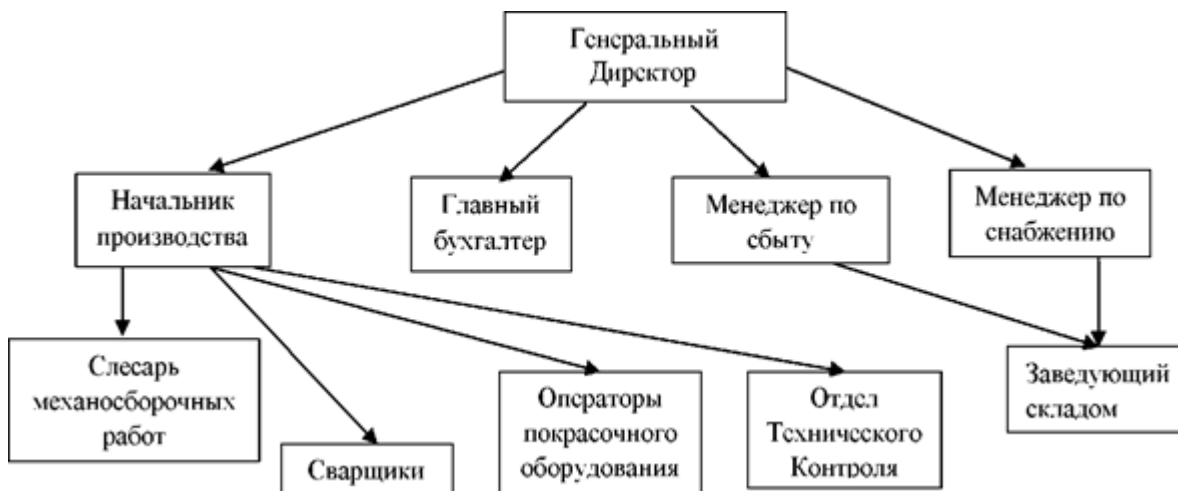 Генеральный
Директор
Начальник
производства
Главный
бухгалтер
Менеджер по
сбыту
Менеджер по
снабжению
Слесарь
механосборочных
работ
Сварщики
Операторы
покрасочного
оборудования
Отдел
Технического
Контроля
Заведующий
складом